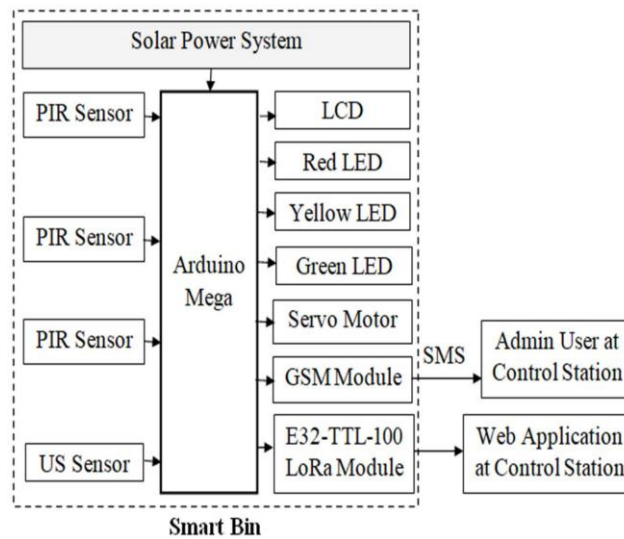 Solar Power System
PIR Sensor
PIR Sensor
PIR Sensor
US Sensor
Arduino
Mega
LCD
Red LED
Yellow LED
Green LED
Servo Motor
GSM Module
E32-TTL-100
LoRa Module
SMS
Admin User at
Control Station
Web Application
at Control Station
Smart Bin